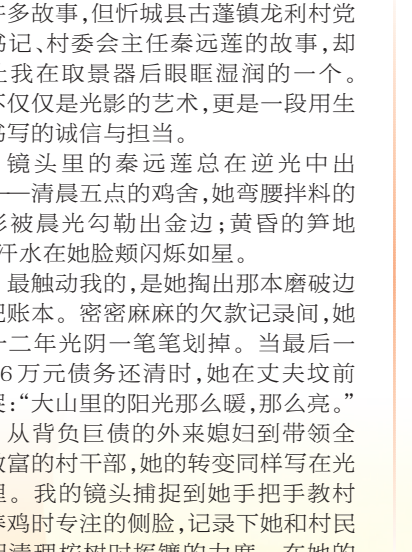 许多故事,但忻城县古蓬镇龙利村党
书记、村委会主任秦远莲的故事,却
让我在取景器后眼眶湿润的一个。
不仅仅是光影的艺术,更是一段用生
书写的诚信与担当。
镜头里的秦远莲总在逆光中出
——清晨五点的鸡舍,她弯腰拌料的
影被晨光勾勒出金边;黄昏的笋地
汗水在她脸颊闪烁如星。
最触动我的,是她掏出那本磨破边
记账本。密密麻麻的欠款记录间,她
十二年光阴一笔笔划掉。当最后一
6万元债务还清时,她在丈夫坟前
哭:“大山里的阳光那么暖,那么亮。”
从背负巨债的外来媳妇到带领全
致富的村干部,她的转变同样写在光
里。我的镜头捕捉到她手把手教村
养鸡时专注的侧脸,记录下她和村民
清理桉树时挥镰的力度。在她的